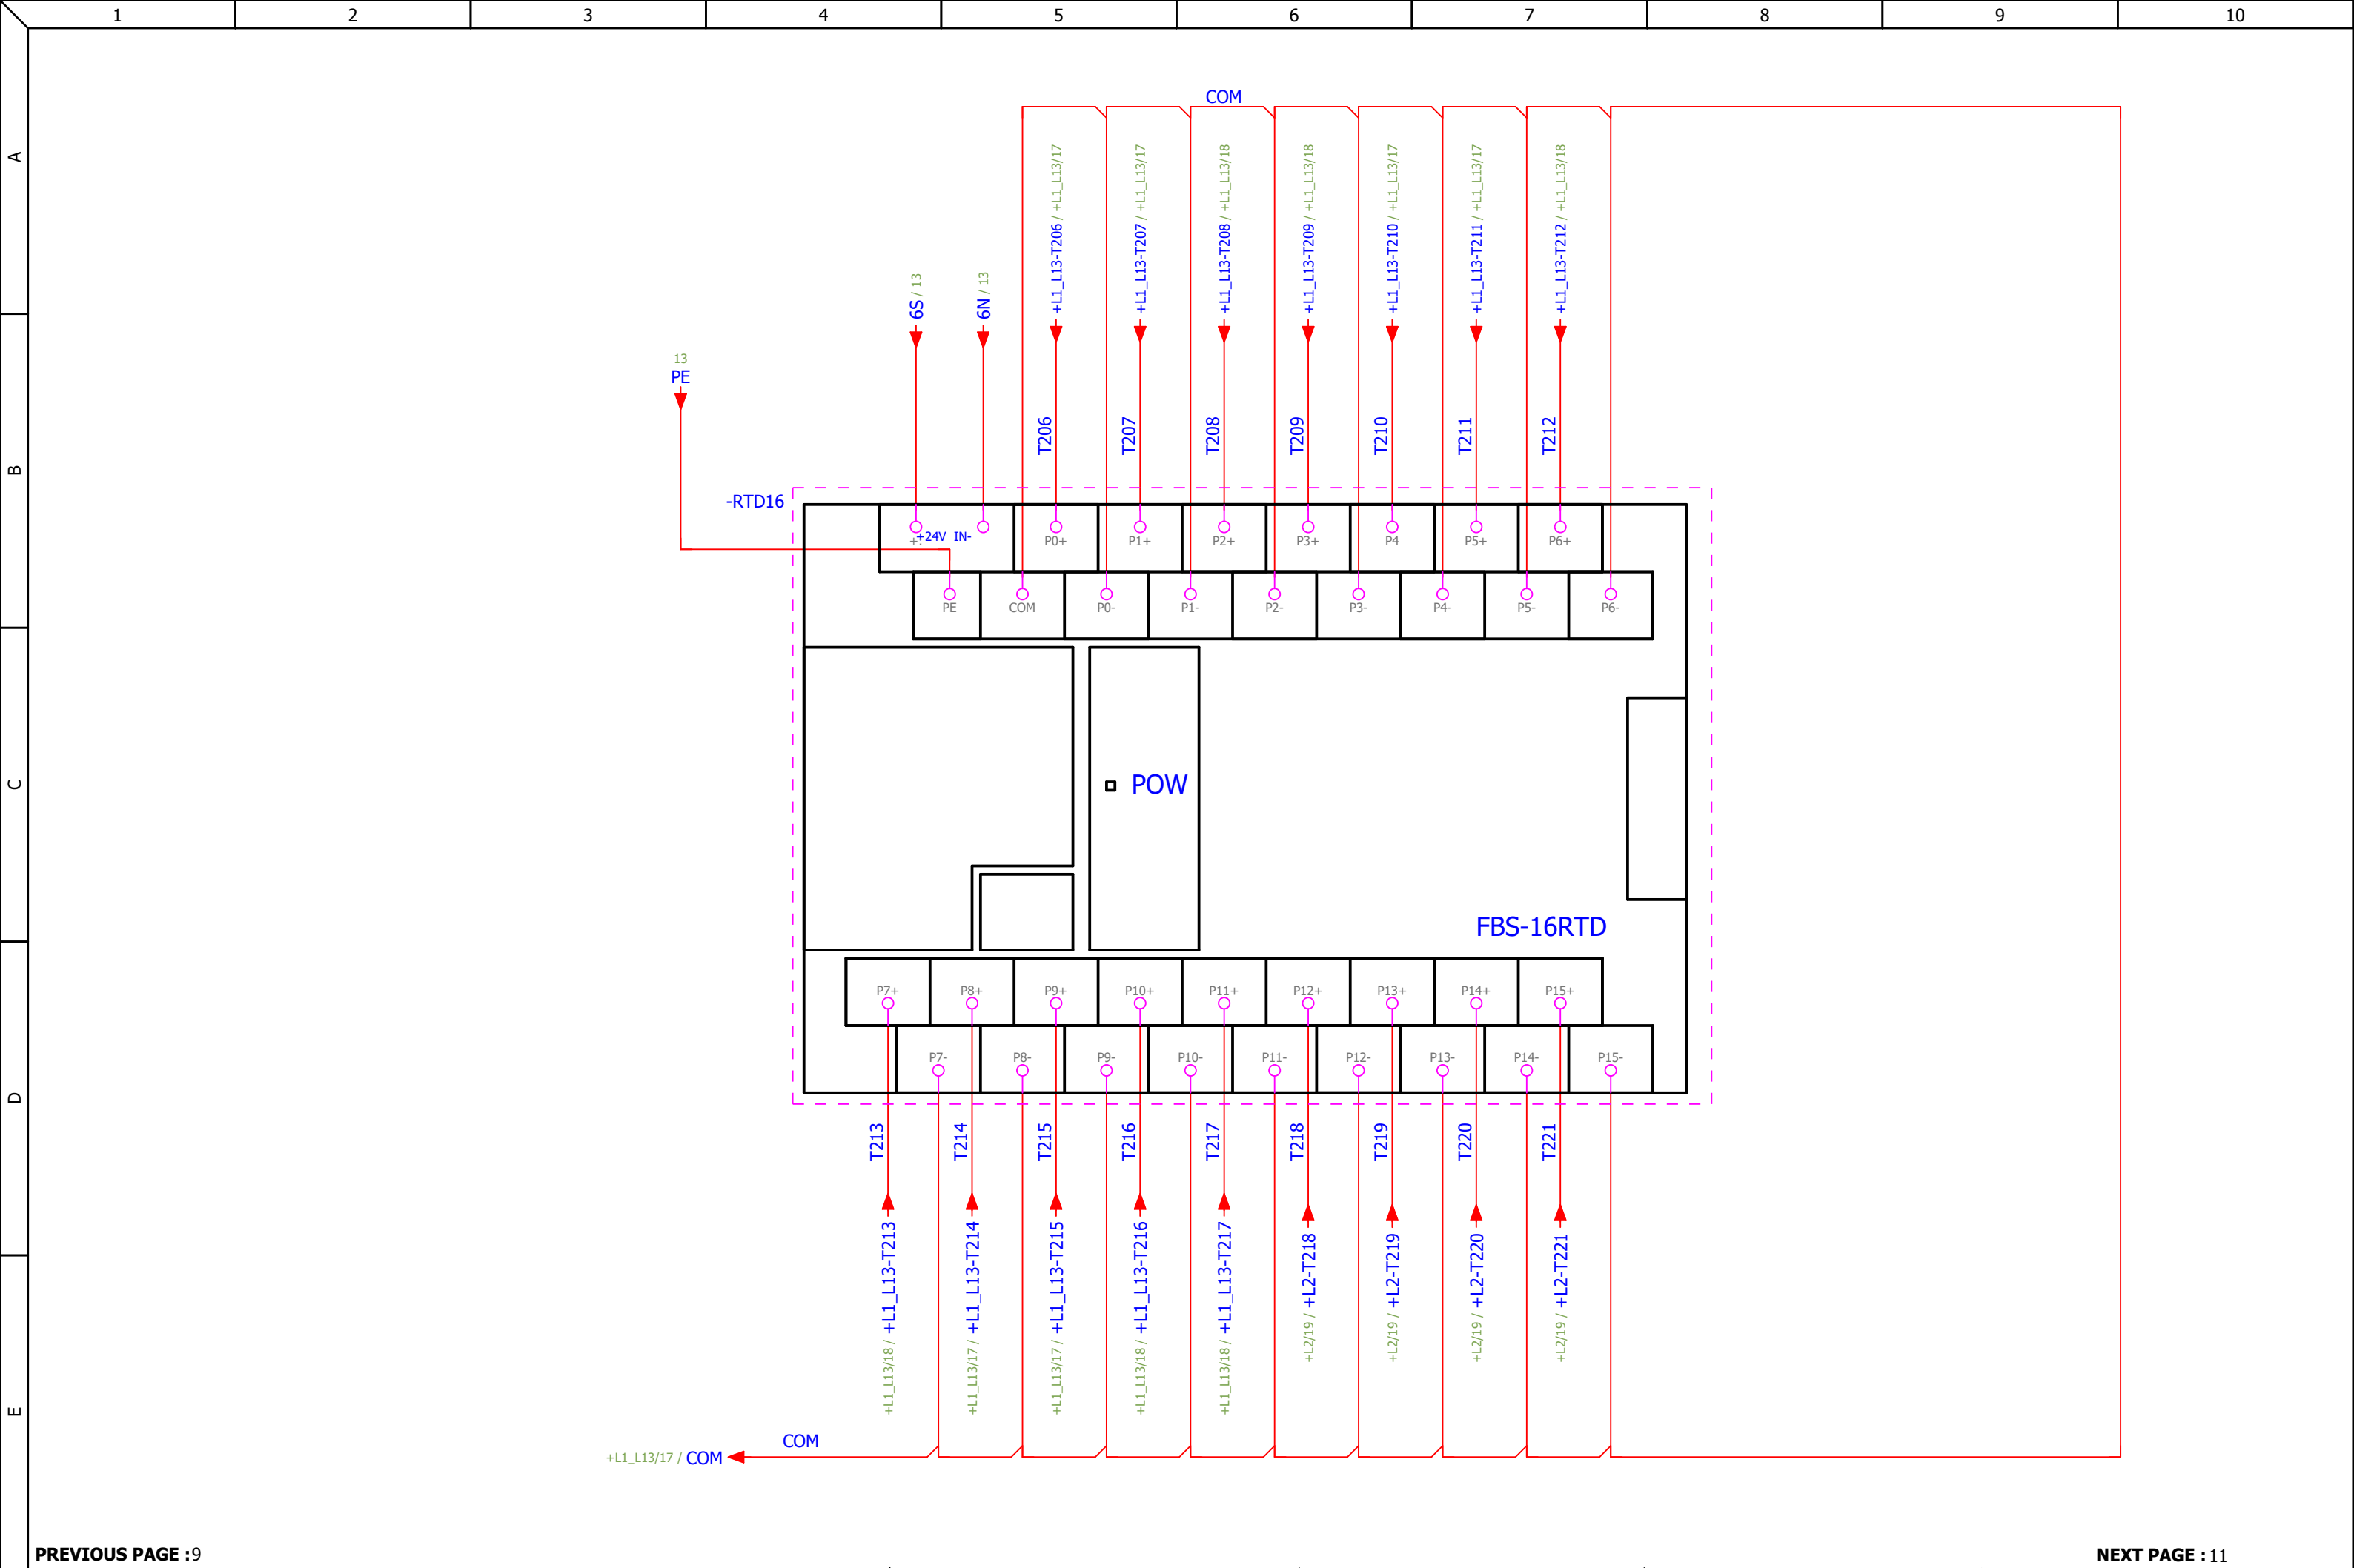 1 2 3 4 5 6 7 8 9 10
A
B
C
D
E
COM
+L1_L13-T206 / +L1_L13/17
+L1_L13-T207 / +L1_L13/17
+L1_L13-T208 / +L1_L13/18
+L1_L13-T209 / +L1_L13/18
+L1_L13-T210 / +L1_L13/17
+L1_L13-T211 / +L1_L13/17
+L1_L13-T212 / +L1_L13/18
6S / 13
6N / 13
13
PE
T206
T207
T208
T209
T210
T211
T212
-RTD16
+24V IN-
P0+ P1+ P2+ P3+ P4 P5+ P6+
PE COM P0- P1- P2- P3- P4- P5- P6-
POW
FBS-16RTD
P7+ P8+ P9+ P10+ P11+ P12+ P13+ P14+ P15+
P7- P8- P9- P10- P11- P12- P13- P14- P15-
T213
T214
T215
T216
T217
T218
T219
T220
T221
+L1_L13/18 / +L1_L13-T213
+L1_L13/17 / +L1_L13-T214
+L1_L13/17 / +L1_L13-T215
+L1_L13/18 / +L1_L13-T216
+L1_L13/18 / +L1_L13-T217
+L2/19 / +L2-T218
+L2/19 / +L2-T219
+L2/19 / +L2-T220
+L2/19 / +L2-T221
COM
+L1_L13/17 / COM
PREVIOUS PAGE :9
NEXT PAGE : 11